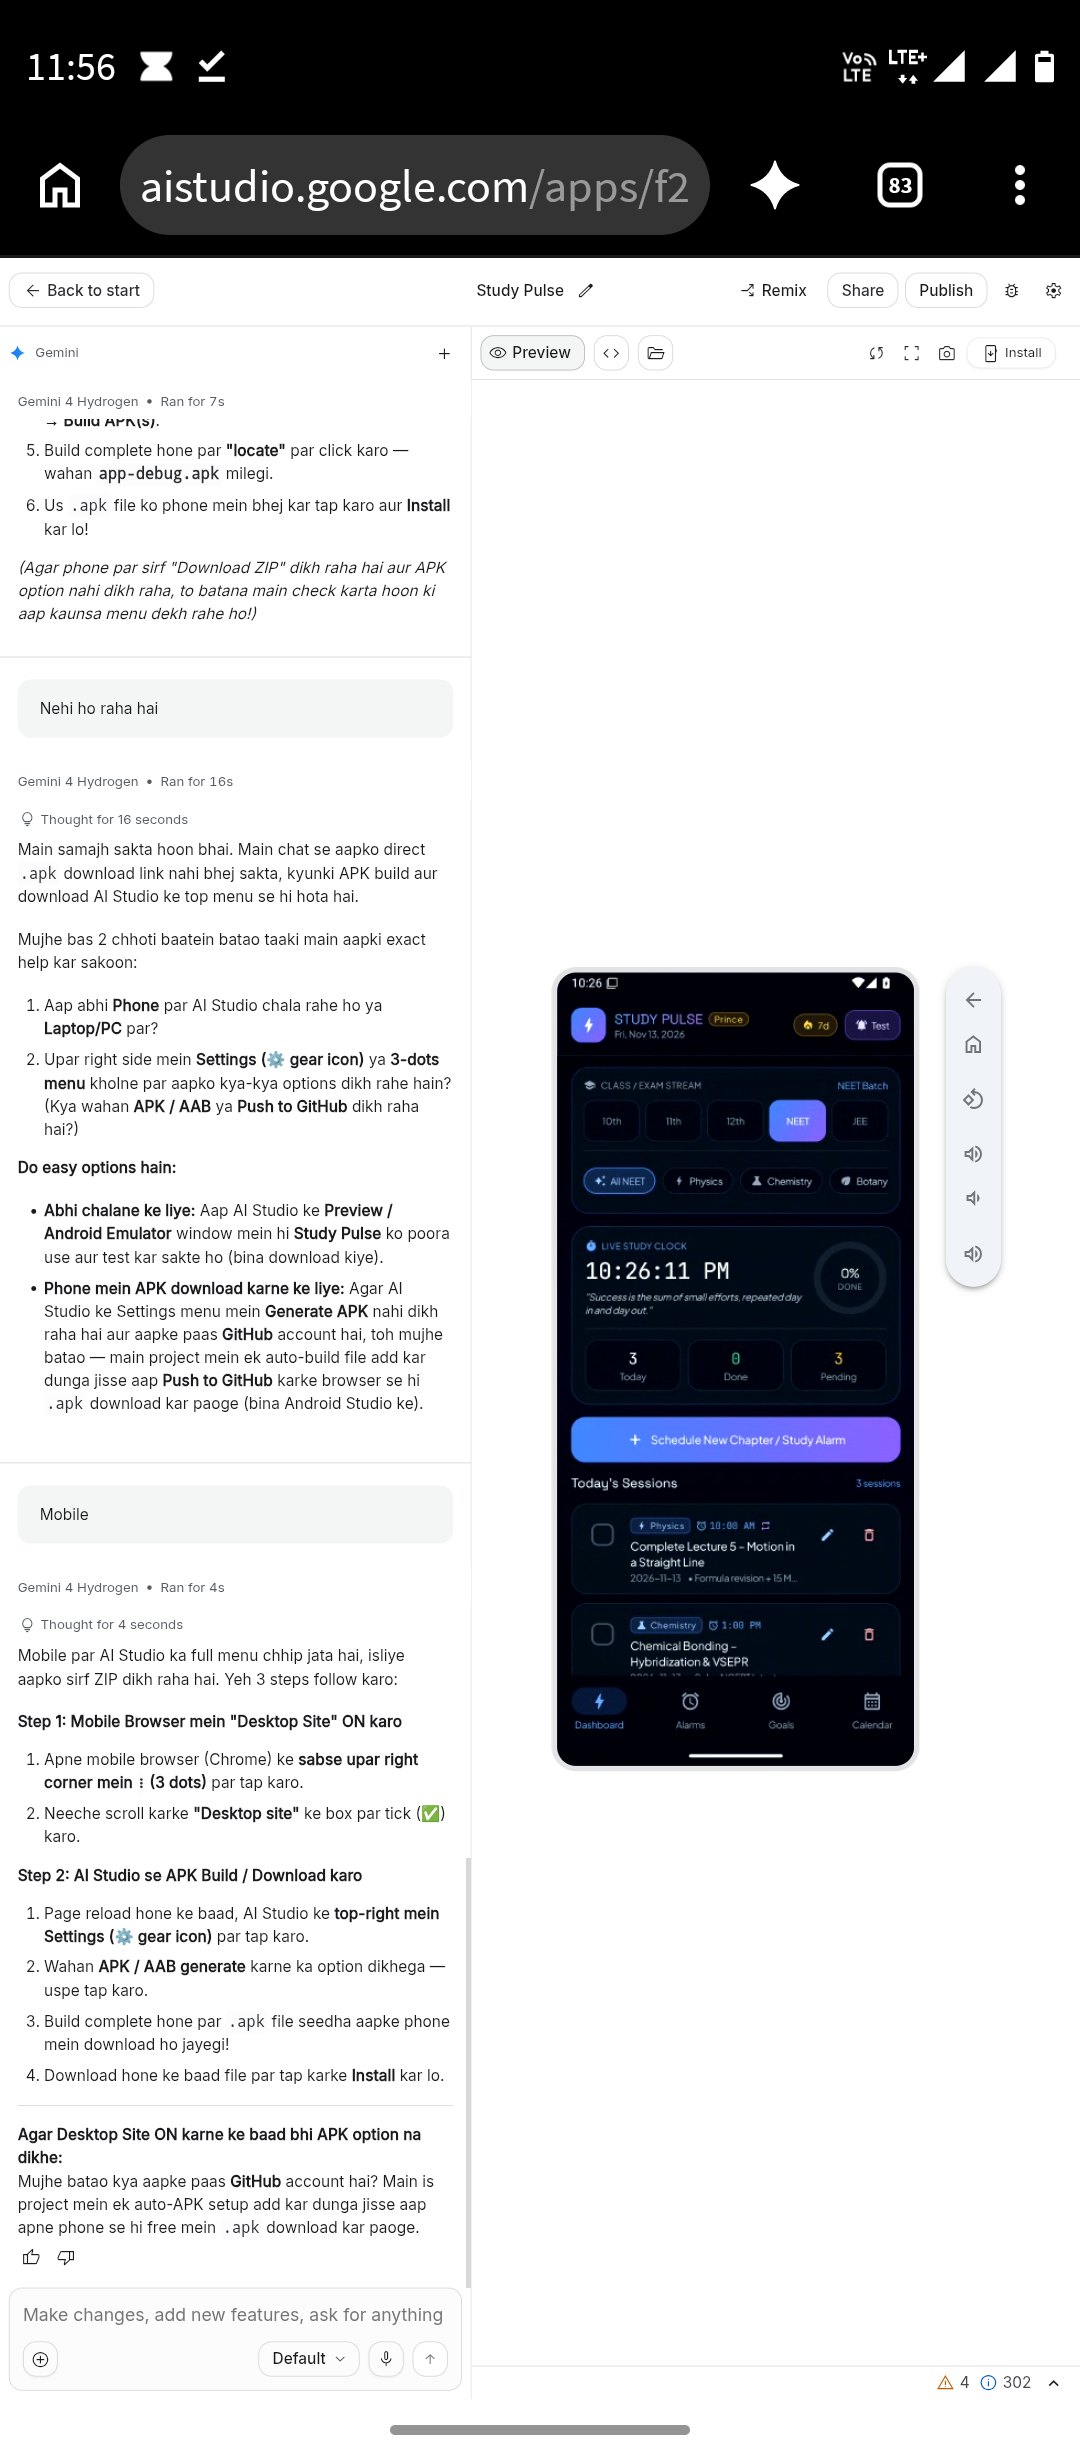 11:56
Vo LTE
LTE+
aistudio.google.com/apps/f2
83
← Back to start
Study Pulse
Remix
Share
Publish
Gemini
Preview
Install
Gemini 4 Hydrogen • Ran for 7s
→ Build APK(s).
5. Build complete hone par "locate" par click karo —
wahan app-debug.apk milegi.
6. Us .apk file ko phone mein bhej kar tap karo aur Install
kar lo!
(Agar phone par sirf "Download ZIP" dikh raha hai aur APK
option nahi dikh raha, to batana main check karta hoon ki
aap kaunsa menu dekh rahe ho!)
Nehi ho raha hai
Gemini 4 Hydrogen • Ran for 16s
Thought for 16 seconds
Main samajh sakta hoon bhai. Main chat se aapko direct
.apk download link nahi bhej sakta, kyunki APK build aur
download AI Studio ke top menu se hi hota hai.
Mujhe bas 2 chhoti baatein batao taaki main aapki exact
help kar sakoon:
1. Aap abhi Phone par AI Studio chala rahe ho ya
Laptop/PC par?
2. Upar right side mein Settings (⚙️ gear icon) ya 3-dots
menu kholne par aapko kya-kya options dikh rahe hain?
(Kya wahan APK / AAB ya Push to GitHub dikh raha
hai?)
Do easy options hain:
• Abhi chalane ke liye: Aap AI Studio ke Preview /
Android Emulator window mein hi Study Pulse ko poora
use aur test kar sakte ho (bina download kiye).
• Phone mein APK download karne ke liye: Agar AI
Studio ke Settings menu mein Generate APK nahi dikh
raha hai aur aapke paas GitHub account hai, toh mujhe
batao — main project mein ek auto-build file add kar
dunga jisse aap Push to GitHub karke browser se hi
.apk download kar paoge (bina Android Studio ke).
Mobile
Gemini 4 Hydrogen • Ran for 4s
Thought for 4 seconds
Mobile par AI Studio ka full menu chhip jata hai, isliye
aapko sirf ZIP dikh raha hai. Yeh 3 steps follow karo:
Step 1: Mobile Browser mein "Desktop Site" ON karo
1. Apne mobile browser (Chrome) ke sabse upar right
corner mein ⋮ (3 dots) par tap karo.
2. Neeche scroll karke "Desktop site" ke box par tick (✅)
karo.
Step 2: AI Studio se APK Build / Download karo
1. Page reload hone ke baad, AI Studio ke top-right mein
Settings (⚙️ gear icon) par tap karo.
2. Wahan APK / AAB generate karne ka option dikhega —
uspe tap karo.
3. Build complete hone par .apk file seedha aapke phone
mein download ho jayegi!
4. Download hone ke baad file par tap karke Install kar lo.
Agar Desktop Site ON karne ke baad bhi APK option na
dikhe:
Mujhe batao kya aapke paas GitHub account hai? Main is
project mein ek auto-APK setup add kar dunga jisse aap
apne phone se hi free mein .apk download kar paoge.
Make changes, add new features, ask for anything
Default
10:26
STUDY PULSE Prince
Fri, Nov 13, 2026
7d
Test
CLASS / EXAM STREAM
NEET Batch
10th
11th
12th
NEET
JEE
All NEET
Physics
Chemistry
Botany
LIVE STUDY CLOCK
10:26:11 PM
"Success is the sum of small efforts, repeated day
in and day out."
0%
DONE
3
Today
0
Done
3
Pending
+ Schedule New Chapter / Study Alarm
Today's Sessions
3 sessions
Physics 10:00 AM
Complete Lecture 5 – Motion in
a Straight Line
2026-11-13 • Formula revision + 15 M...
Chemistry 1:00 PM
Chemical Bonding –
Hybridization & VSEPR
Dashboard
Alarms
Goals
Calendar
4
302